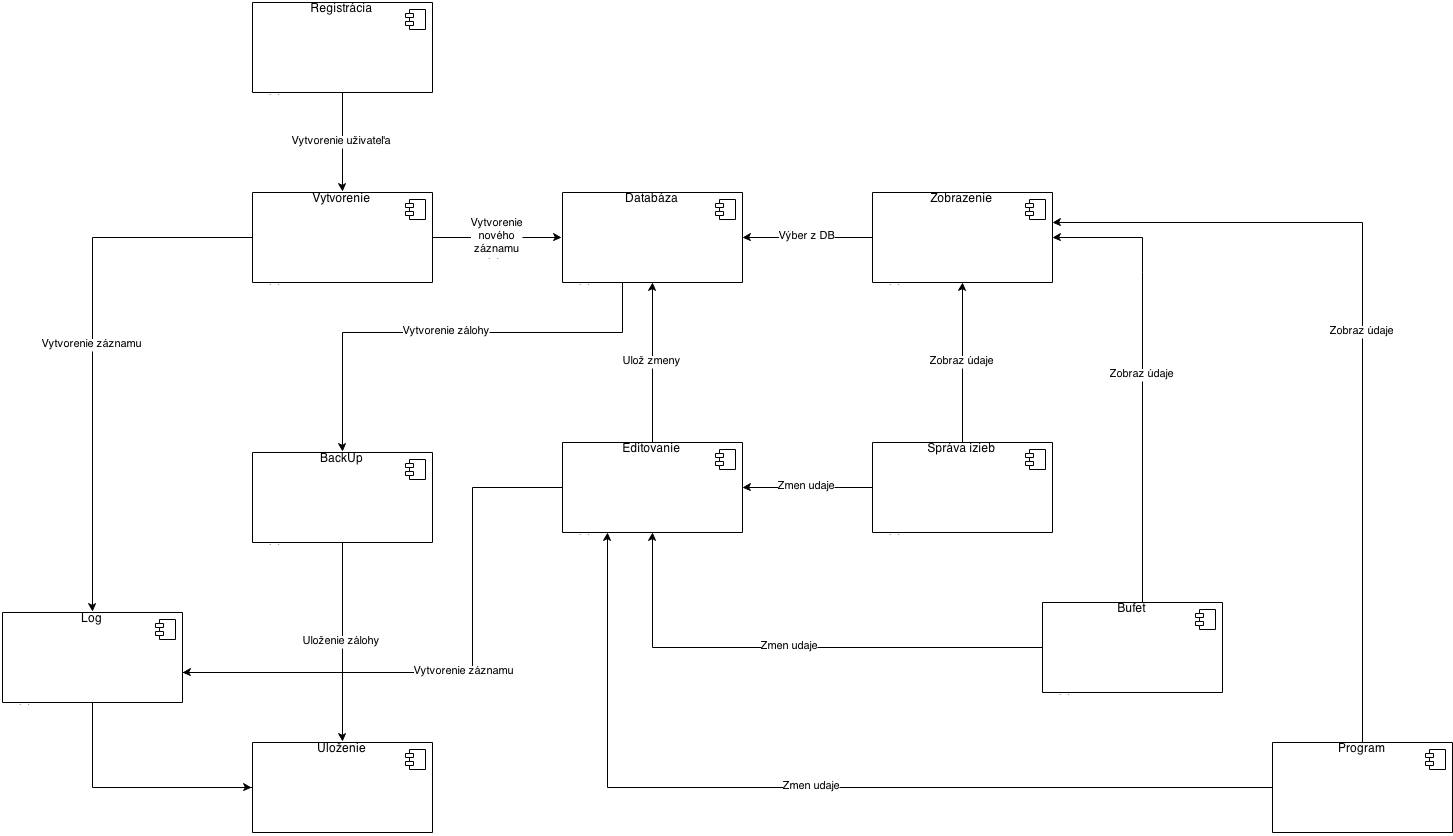 Registrácia
Vytvorenie uživateľa
Vytvorenie
Databáza
Zobrazenie
Vytvorenie
nového
záznamu
Výber z DB
Vytvorenie zálohy
Zobraz údaje
Vytvorenie záznamu
Ulož zmeny
Zobraz údaje
Zobraz údaje
BackUp
Editovanie
Správa izieb
Zmen udaje
Log
Bufet
Uloženie zálohy
Zmen udaje
Vytvorenie záznamu
Uloženie
Program
Zmen udaje